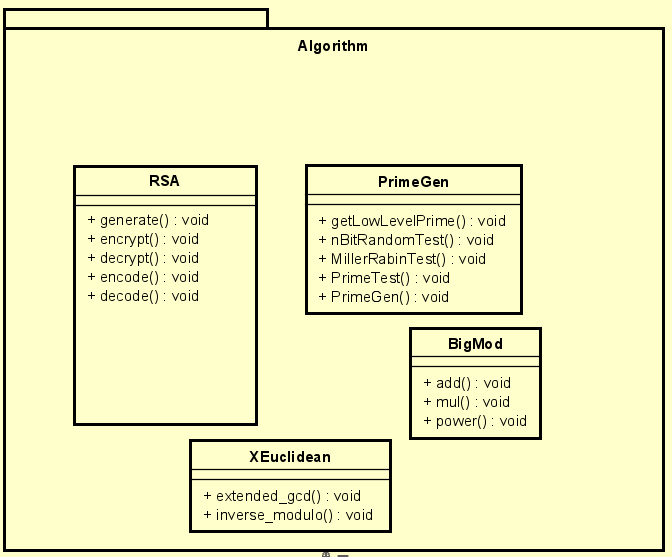 Algorithm
RSA
+ generate() : void
+ encrypt() : void
+ decrypt() : void
+ encode() : void
+ decode() : void
PrimeGen
+ getLowLevelPrime() : void
+ nBitRandomTest() : void
+ MillerRabinTest() : void
+ PrimeTest() : void
+ PrimeGen() : void
BigMod
+ add() : void
+ mul() : void
+ power() : void
XEuclidean
+ extended_gcd() : void
+ inverse_modulo() : void